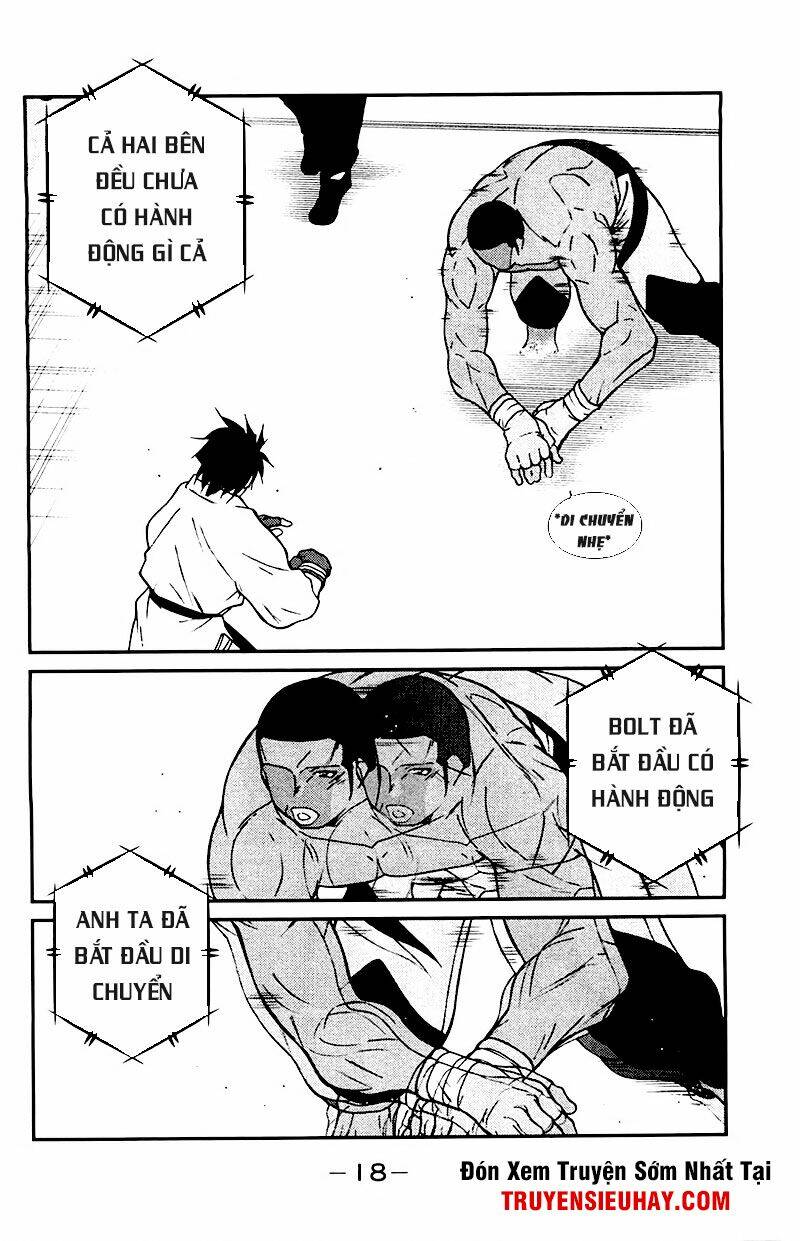 CẢ HAI BÊN
ĐỀU CHƯA
CÓ HÀNH
ĐỘNG GÌ CẢ
*DI CHUYỂN
NHẸ*
BOLT ĐÃ
BẮT ĐẦU CÓ
HÀNH ĐỘNG
ANH TA ĐÃ
BẮT ĐẦU DI
CHUYỂN
-18-
Đón Xem Truyện Sớm Nhất Tại
TRUYENSIEUHAY.COM